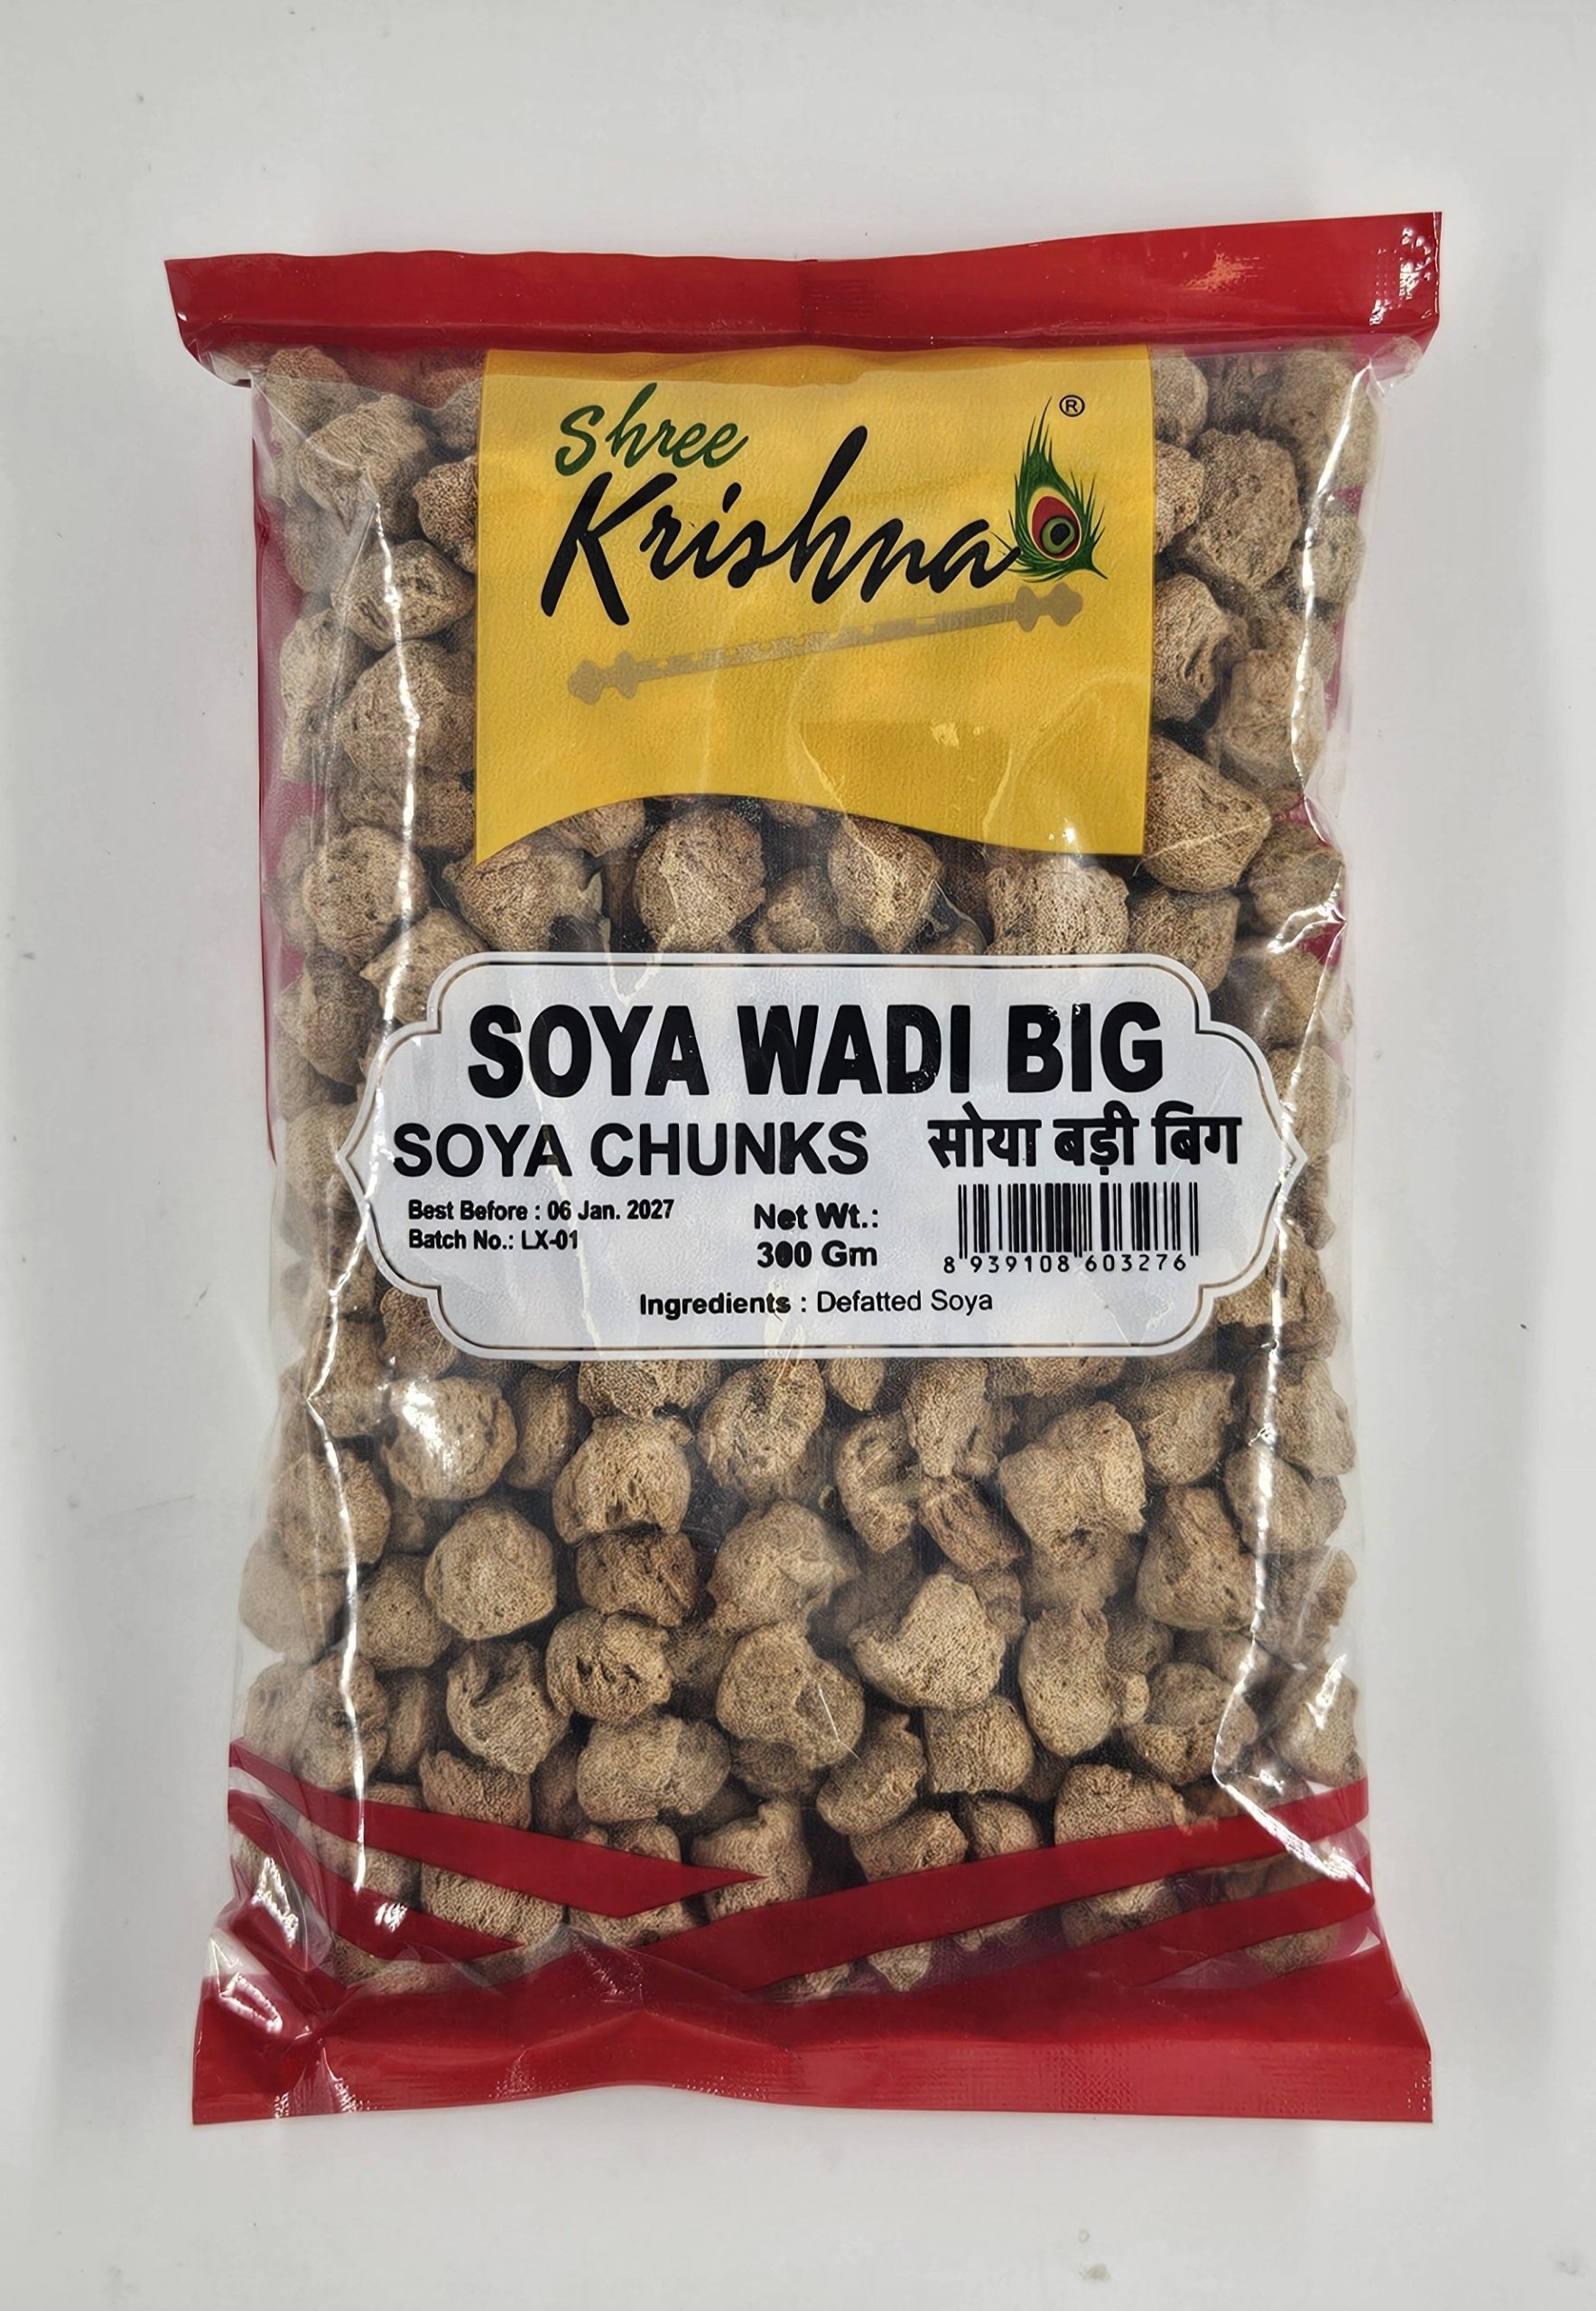 Shree
Krishna ®
SOYA WADI BIG
SOYA CHUNKS सोया बड़ी बिग
Best Before : 06 Jan. 2027
Batch No.: LX-01
Net Wt.:
300 Gm
8 939108 603276
Ingredients : Defatted Soya